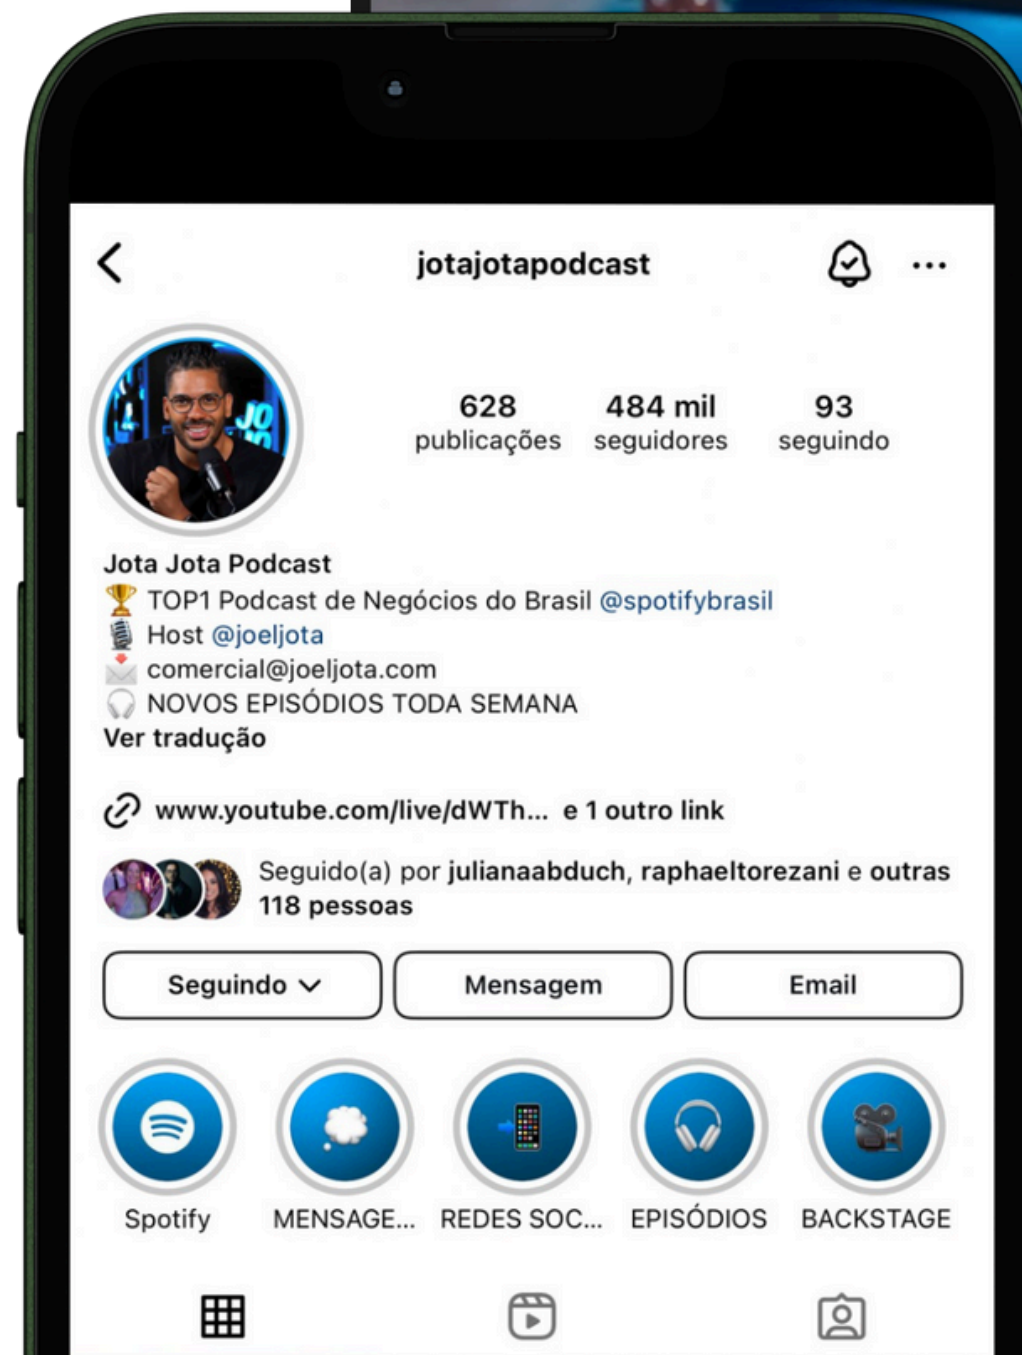 jotajotapodcast
628
publicações
484 mil
seguidores
93
seguindo
JO
JO
Jota Jota Podcast
TOP1 Podcast de Negócios do Brasil @spotifybrasil
Host @joeljota
comercial@joeljota.com
NOVOS EPISÓDIOS TODA SEMANA
Ver tradução
www.youtube.com/live/dWTh... e 1 outro link
Seguido(a) por julianaabduch, raphaeltorezani e outras
118 pessoas
Seguindo
Mensagem
Email
Spotify
MENSAGE...
REDES SOC...
EPISÓDIOS
BACKSTAGE